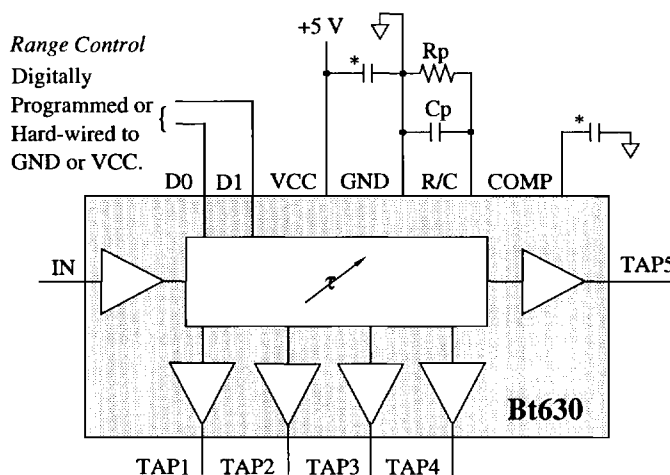 Range Control
Digitally
Programmed or
Hard-wired to
GND or VCC.
+5 V
*
Rp
Cp
*
D0 D1 VCC GND R/C COMP
IN
τ
TAP5
Bt630
TAP1 TAP2 TAP3 TAP4